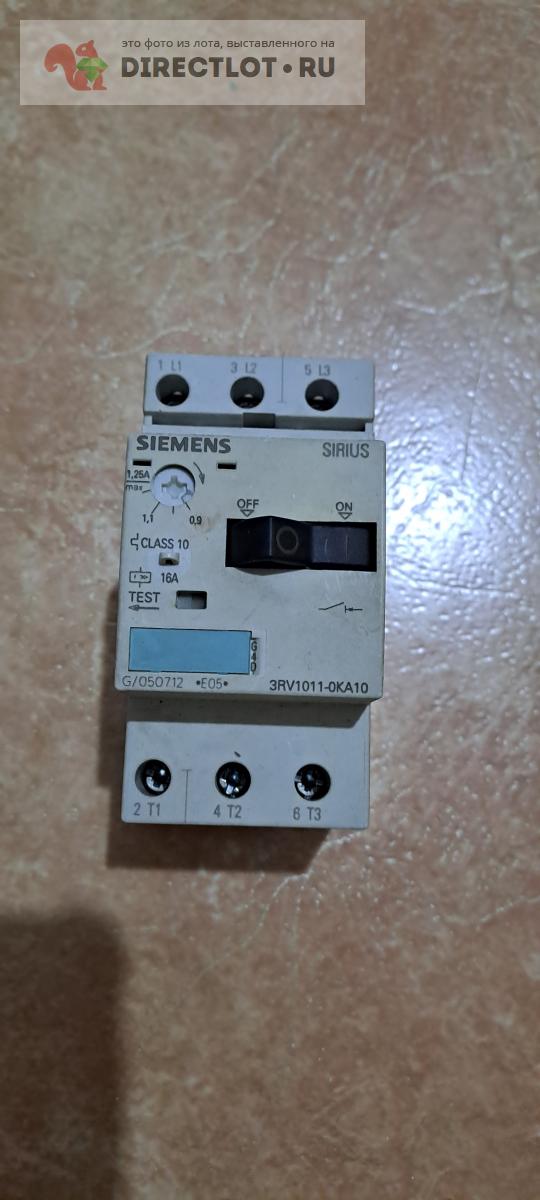 это фото из лота, выставленного на
DIRECTLOT•RU
1 L1 3 L2 5 L3
SIEMENS SIRIUS
1,25A
max
1,1 0,9
OFF ON
CLASS 10
16A
TEST
G40
G/050712 •E05• 3RV1011-0KA10
2 T1 4 T2 6 T3